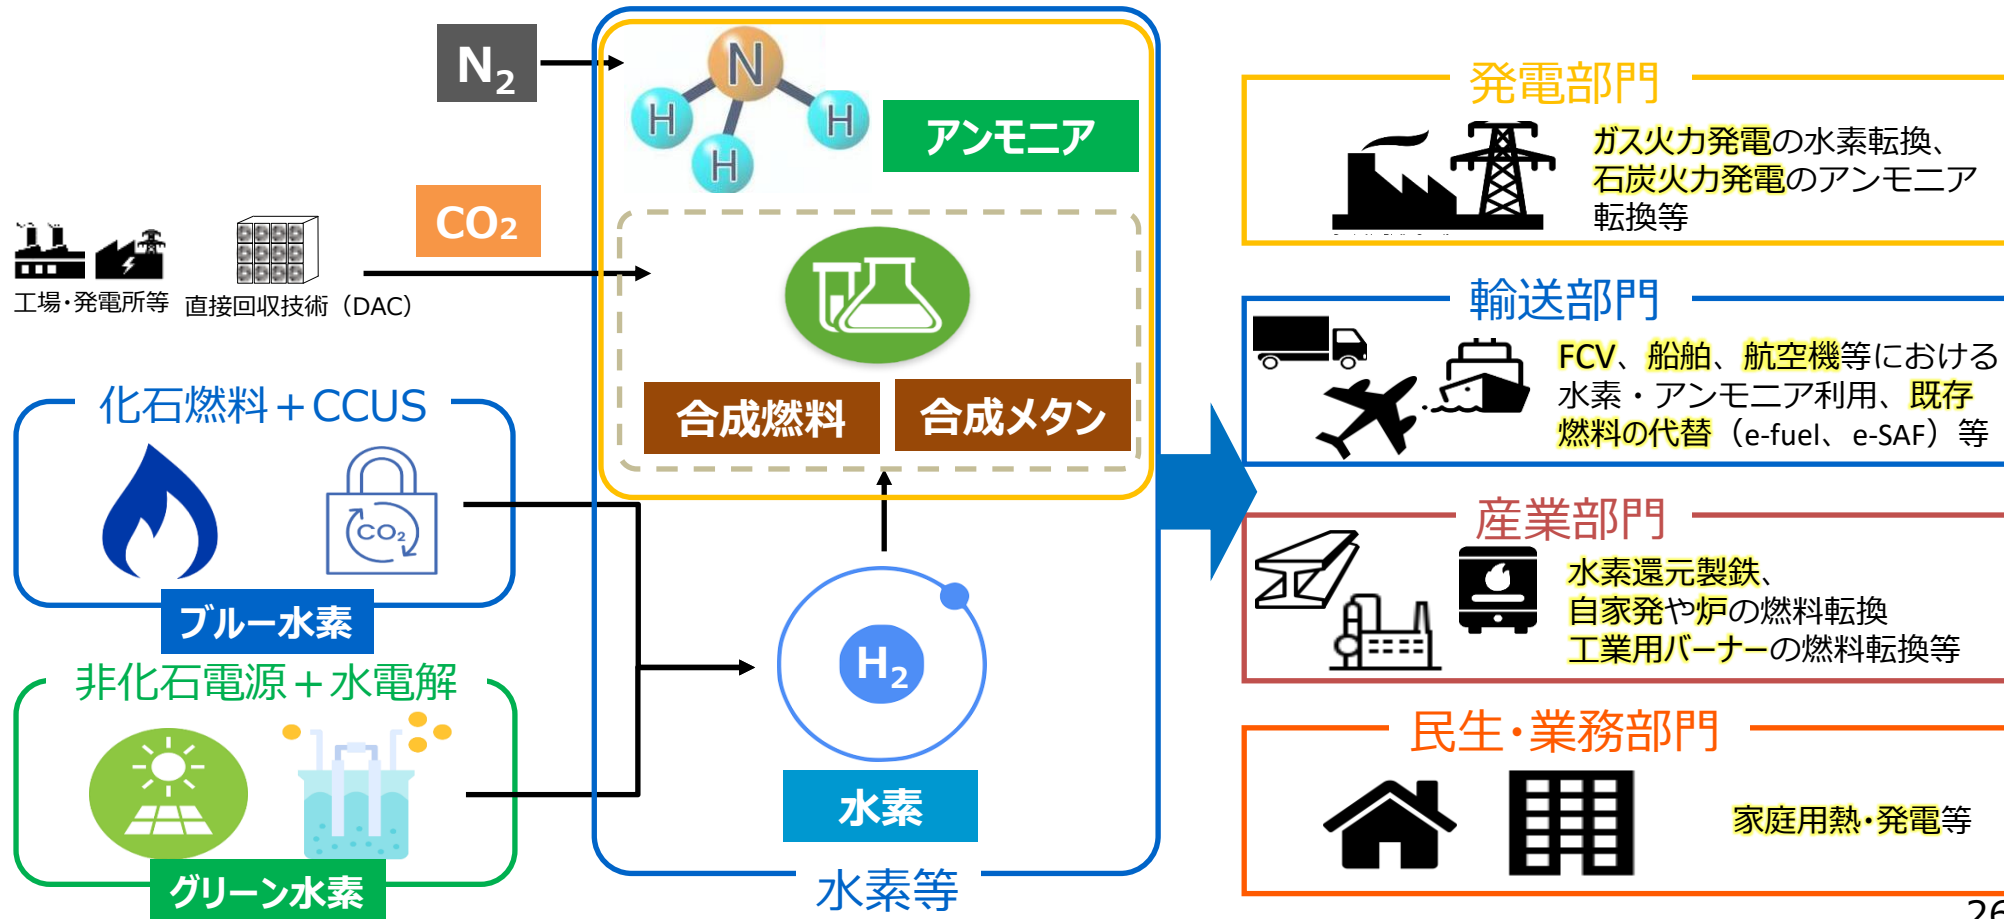 N₂
N
H
H
H
アンモニア
CO₂
工場・発電所等
直接回収技術（DAC）
合成燃料
合成メタン
化石燃料＋CCUS
CO₂
ブルー水素
非化石電源＋水電解
グリーン水素
H₂
水素
水素等
発電部門
ガス火力発電の水素転換、
石炭火力発電のアンモニア
転換等
輸送部門
FCV、船舶、航空機等における
水素・アンモニア利用、既存
燃料の代替（e-fuel、e-SAF）等
産業部門
水素還元製鉄、
自家発や炉の燃料転換
工業用バーナーの燃料転換等
民生・業務部門
家庭用熱・発電等
26